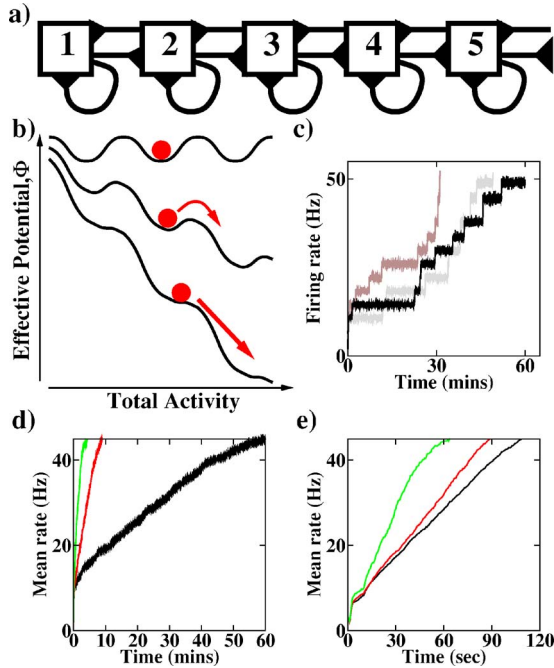 a)
1 2 3 4 5
b)
Effective Potential,Φ
Total Activity
c)
Firing rate (Hz)
50
0
0 30 60
Time (mins)
d)
Mean rate (Hz)
40
20
0
0 10 20 30 40 50 60
Time (mins)
e)
Mean rate (Hz)
40
20
0
0 30 60 90 120
Time (sec)